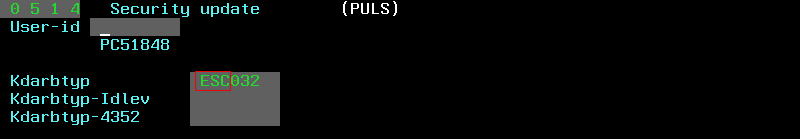 0 5 1 4 Security update (PULS)
User-id _
PC51848
Kdarbtyp ESC032
Kdarbtyp-Idlev
Kdarbtyp-4352